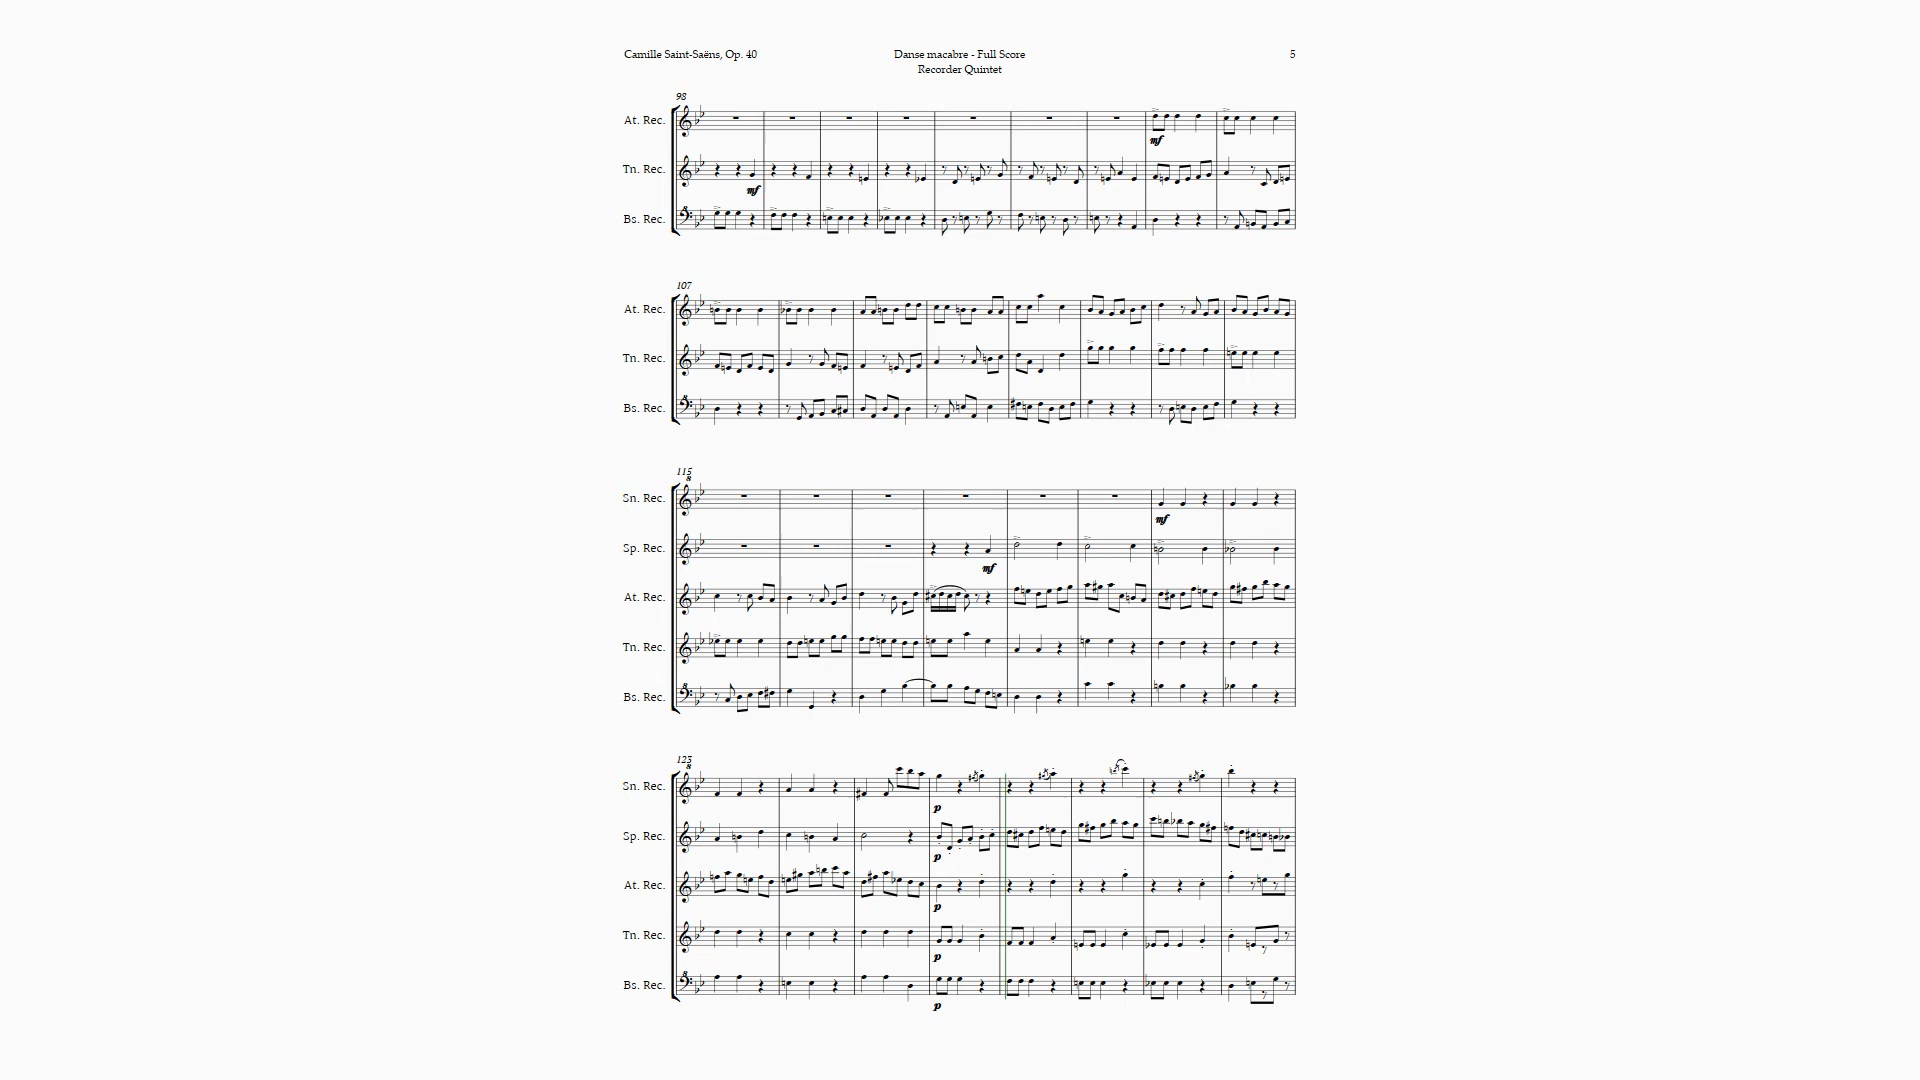 Camille Saint-Saëns, Op. 40
Danse macabre - Full Score
5
Recorder Quintet
98
At. Rec.
mf
Tn. Rec.
mf
Bs. Rec.
107
At. Rec.
Tn. Rec.
Bs. Rec.
115
8
Sn. Rec.
mf
Sp. Rec.
mf
At. Rec.
Tn. Rec.
Bs. Rec.
123
8
Sn. Rec.
p
Sp. Rec.
p
At. Rec.
p
Tn. Rec.
p
Bs. Rec.
p